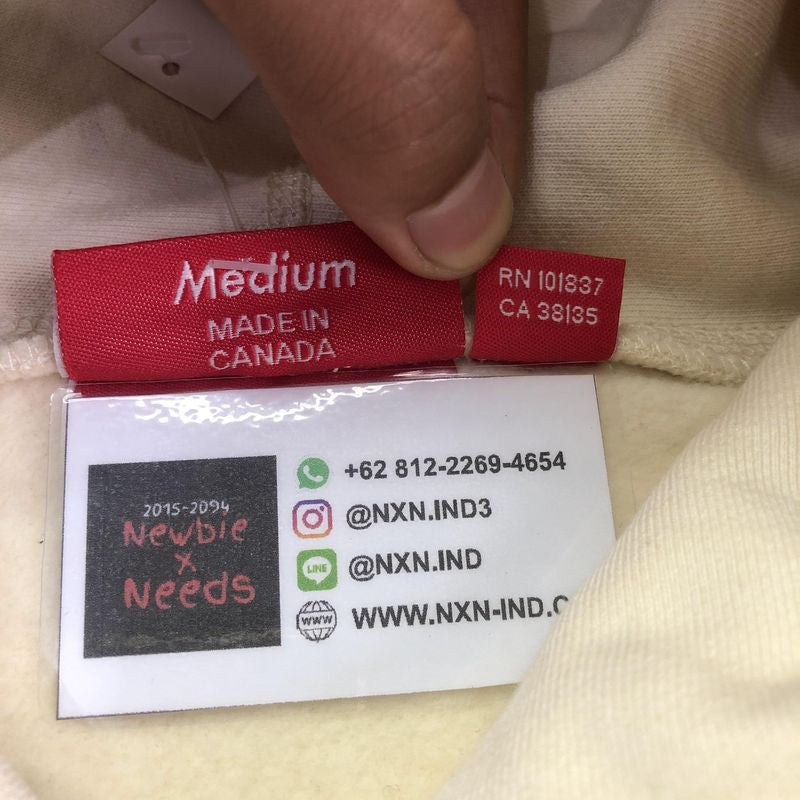 Medium
MADE IN
CANADA
RN 101837
CA 38135
2015-2094
Newbie
x
Needs
+62 812-2269-4654
@NXN.IND3
LINE
@NXN.IND
WWW
WWW.NXN-IND.C